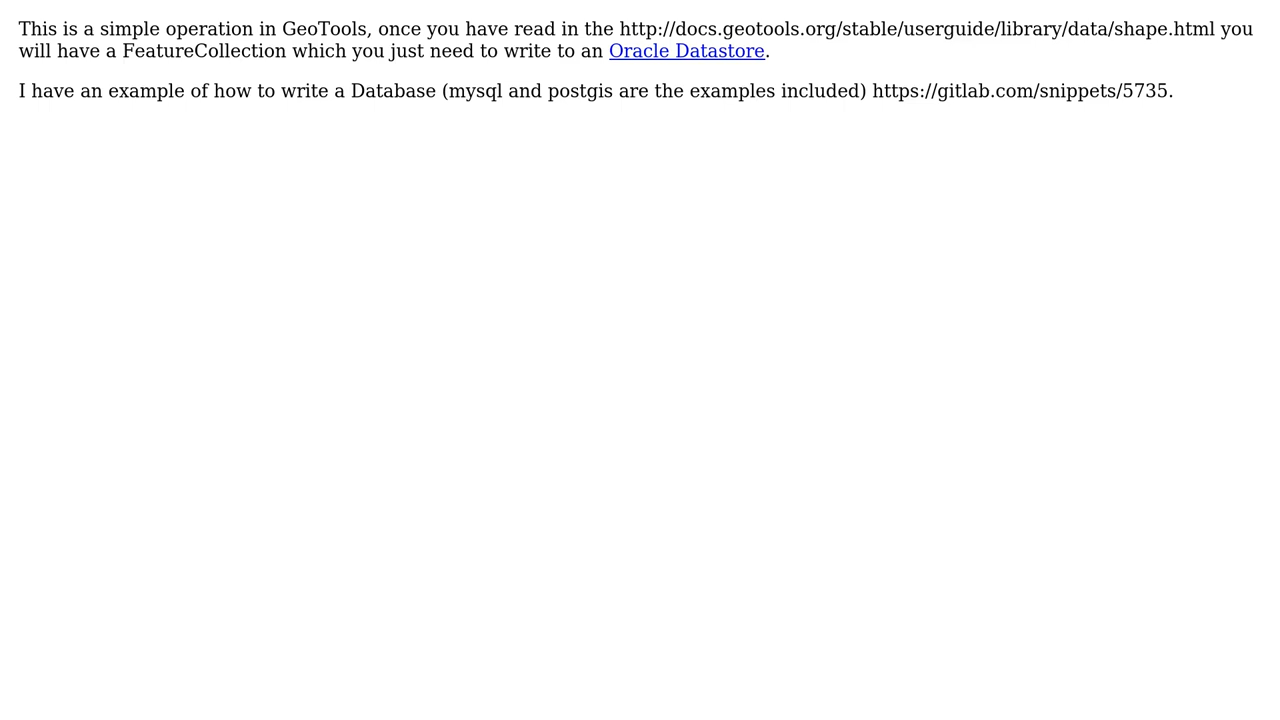 This is a simple operation in GeoTools, once you have read in the http://docs.geotools.org/stable/userguide/library/data/shape.html you
will have a FeatureCollection which you just need to write to an Oracle Datastore.
I have an example of how to write a Database (mysql and postgis are the examples included) https://gitlab.com/snippets/5735.